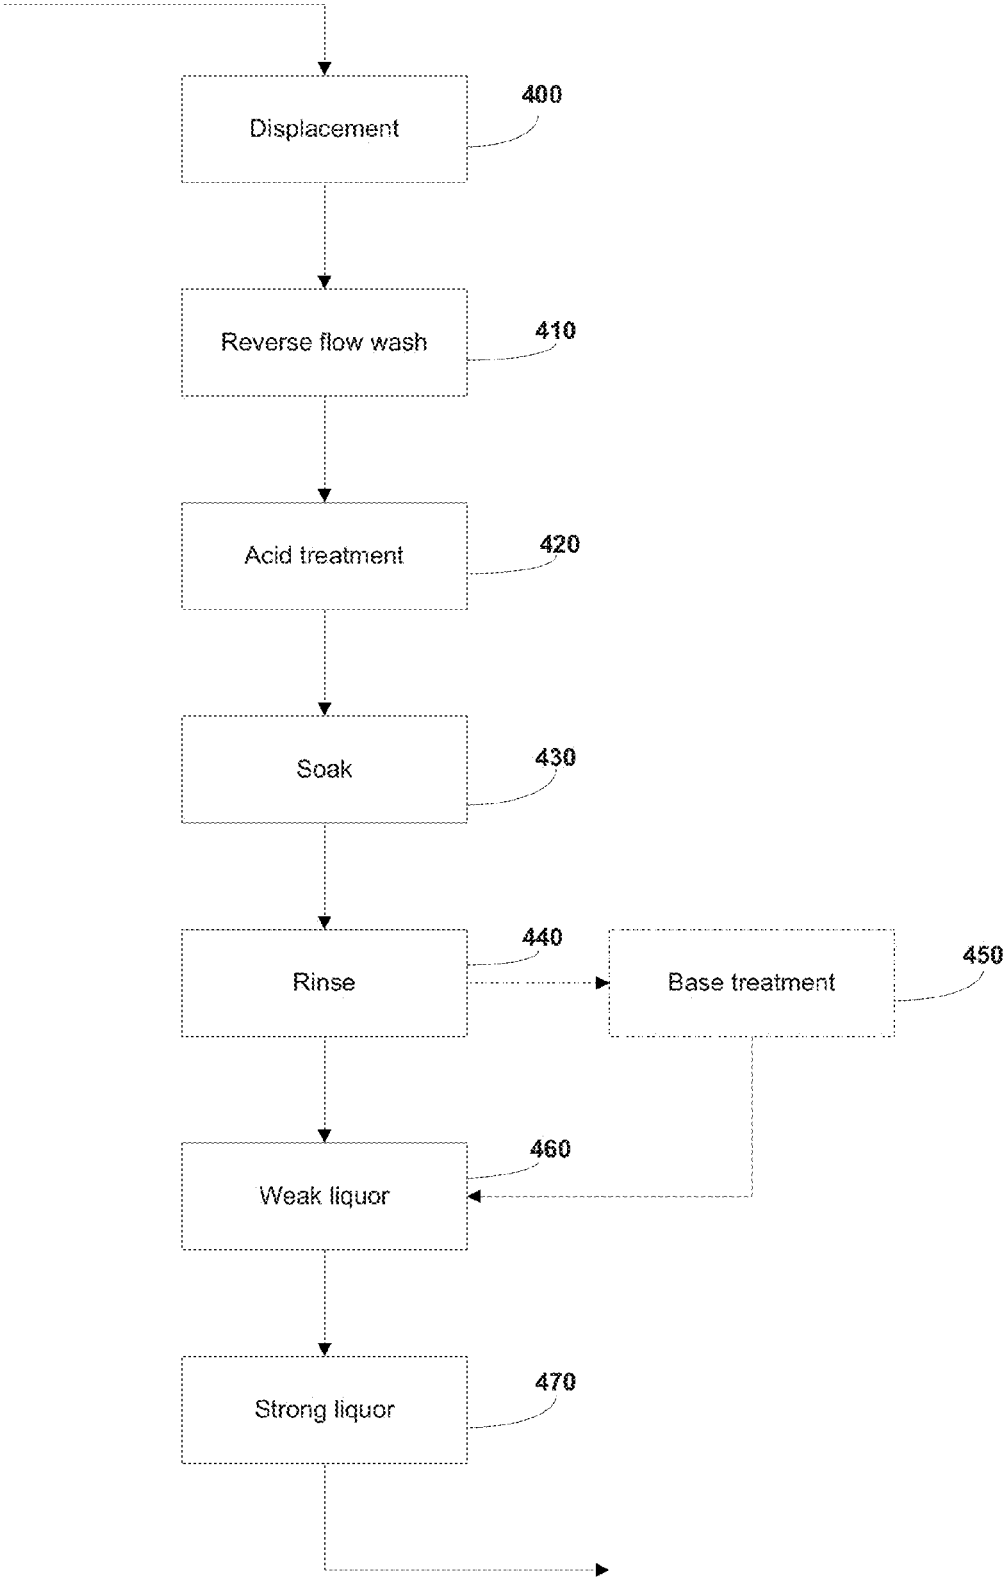 400
Displacement
410
Reverse flow wash
420
Acid treatment
430
Soak
440
450
Rinse
Base treatment
460
Weak liquor
470
Strong liquor